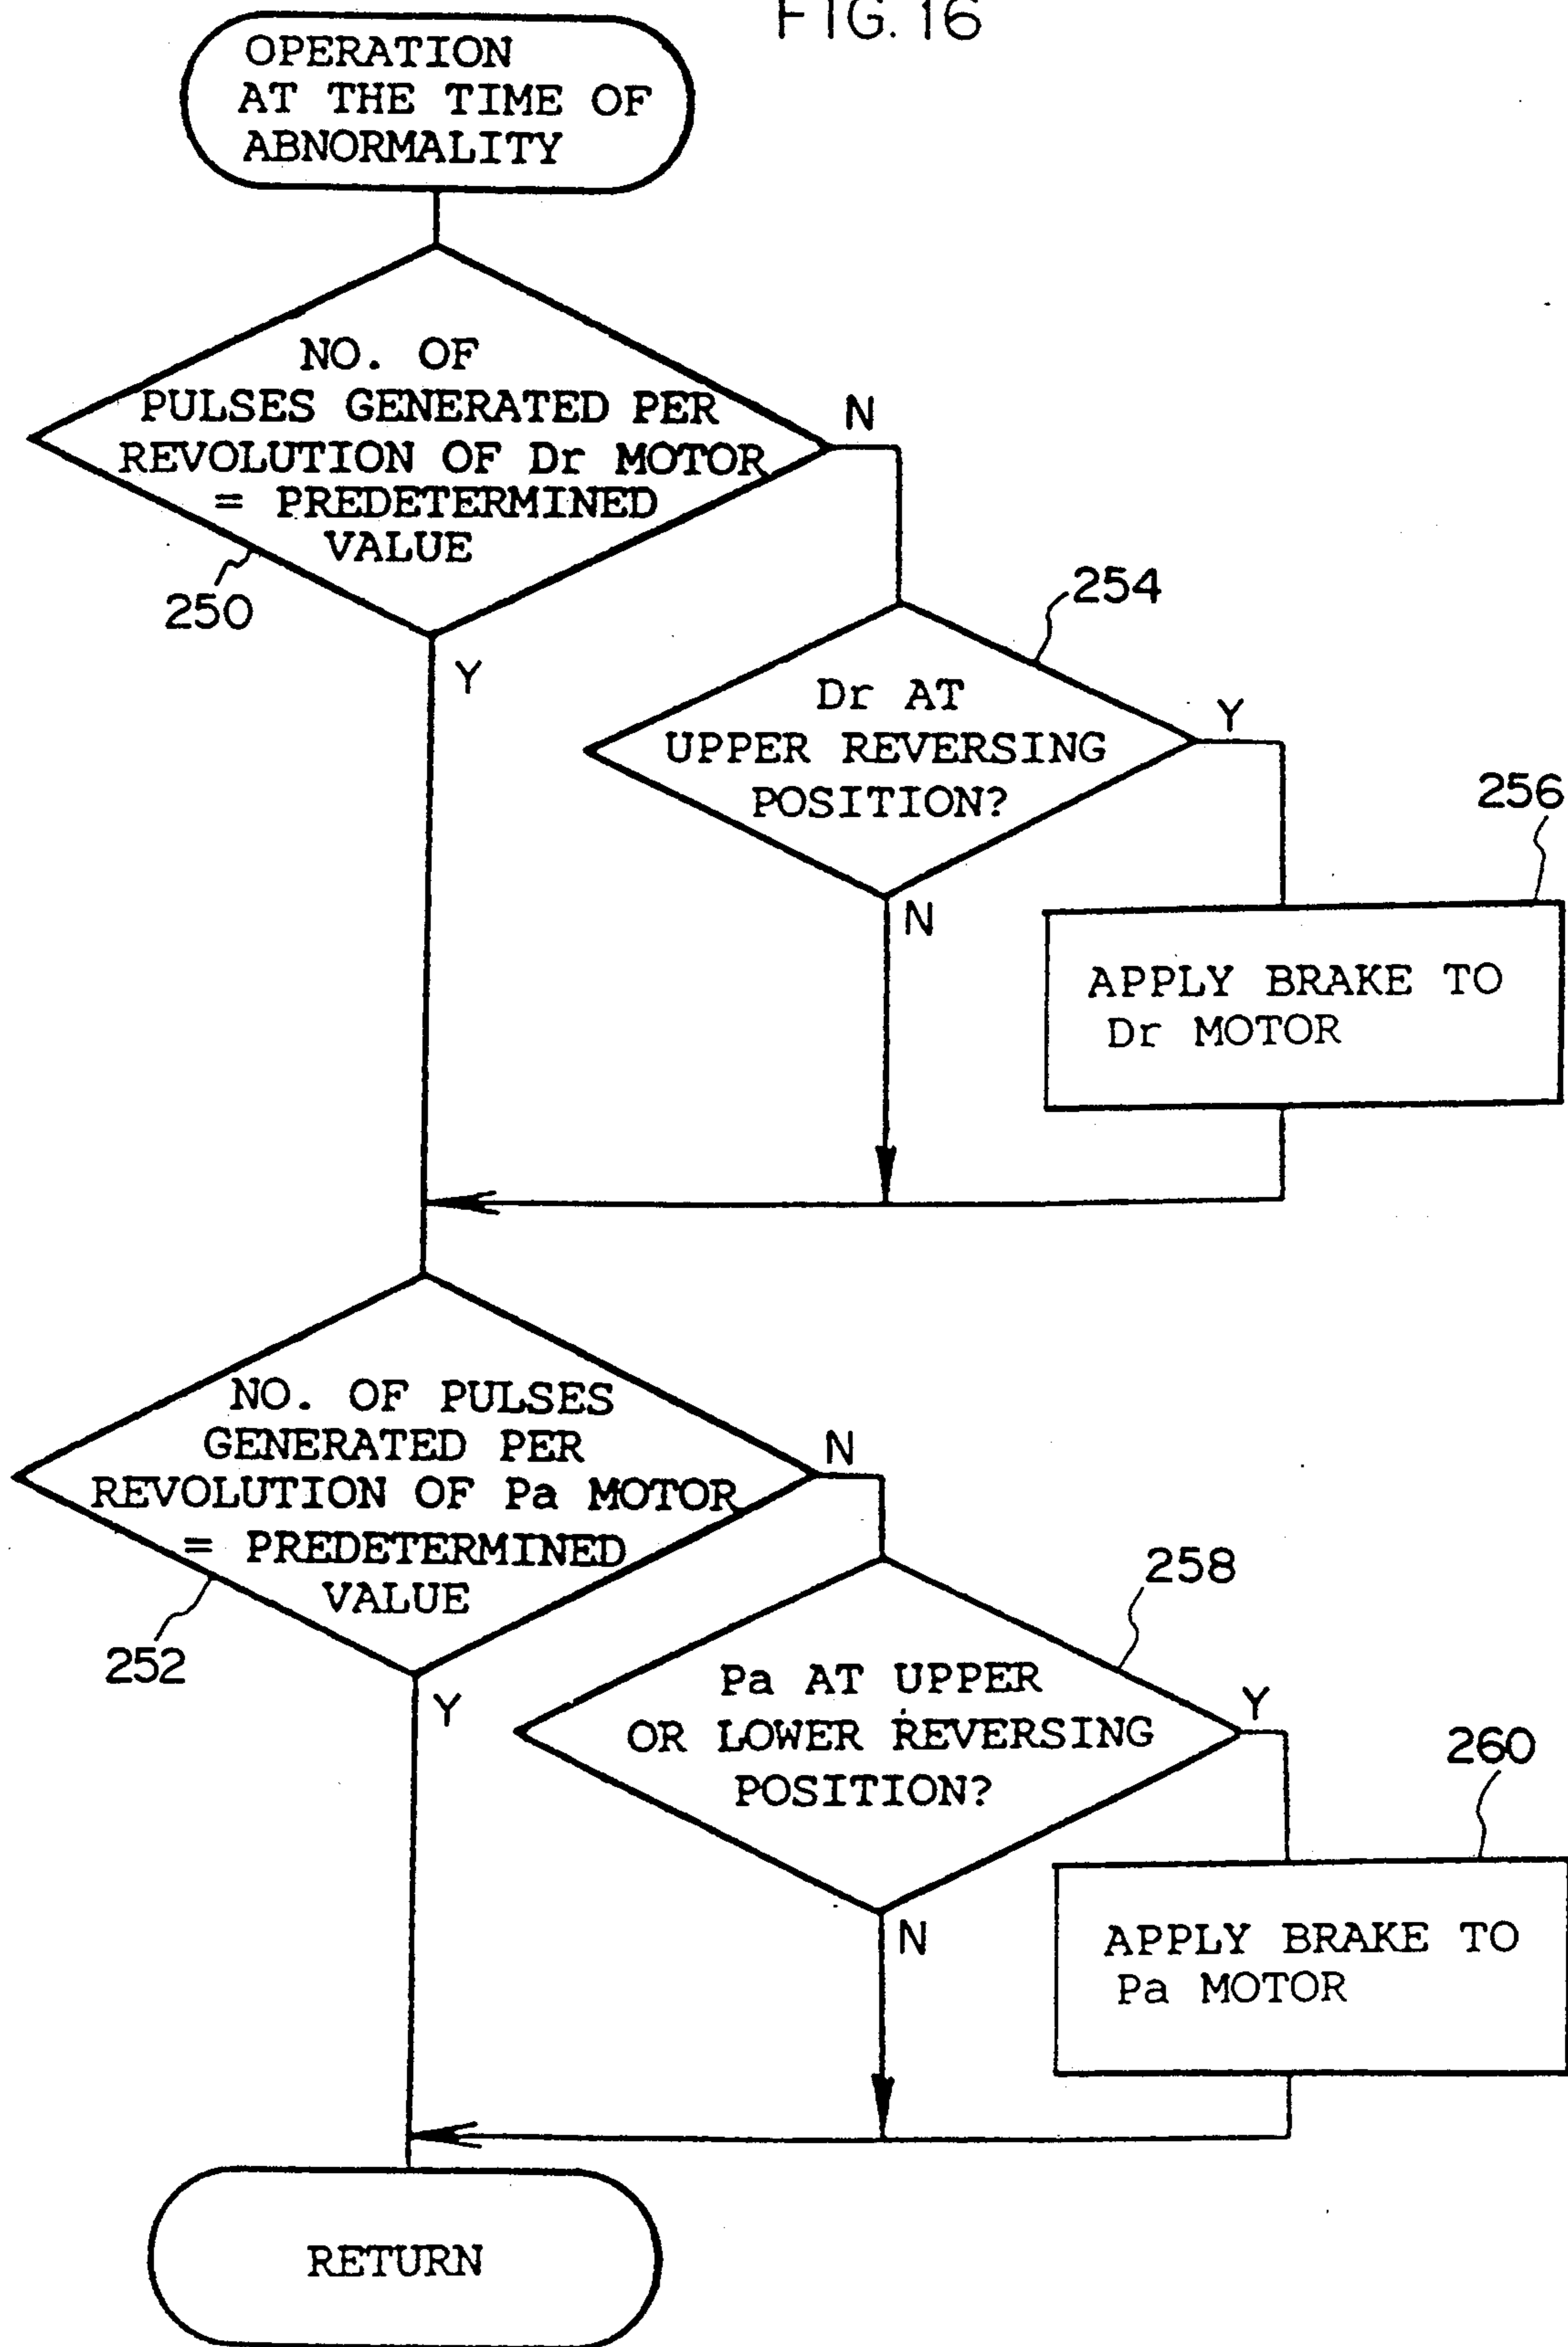 FIG. 16
OPERATION
AT THE TIME OF
ABNORMALITY
NO. OF
PULSES GENERATED PER
REVOLUTION OF Dr MOTOR
= PREDETERMINED
VALUE
N
250
Y
254
Dr AT
UPPER REVERSING
POSITION?
Y
256
N
APPLY BRAKE TO
Dr MOTOR
NO. OF PULSES
GENERATED PER
REVOLUTION OF Pa MOTOR
= PREDETERMINED
VALUE
N
252
Y
258
Pa AT UPPER
OR LOWER REVERSING
POSITION?
Y
260
N
APPLY BRAKE TO
Pa MOTOR
RETURN